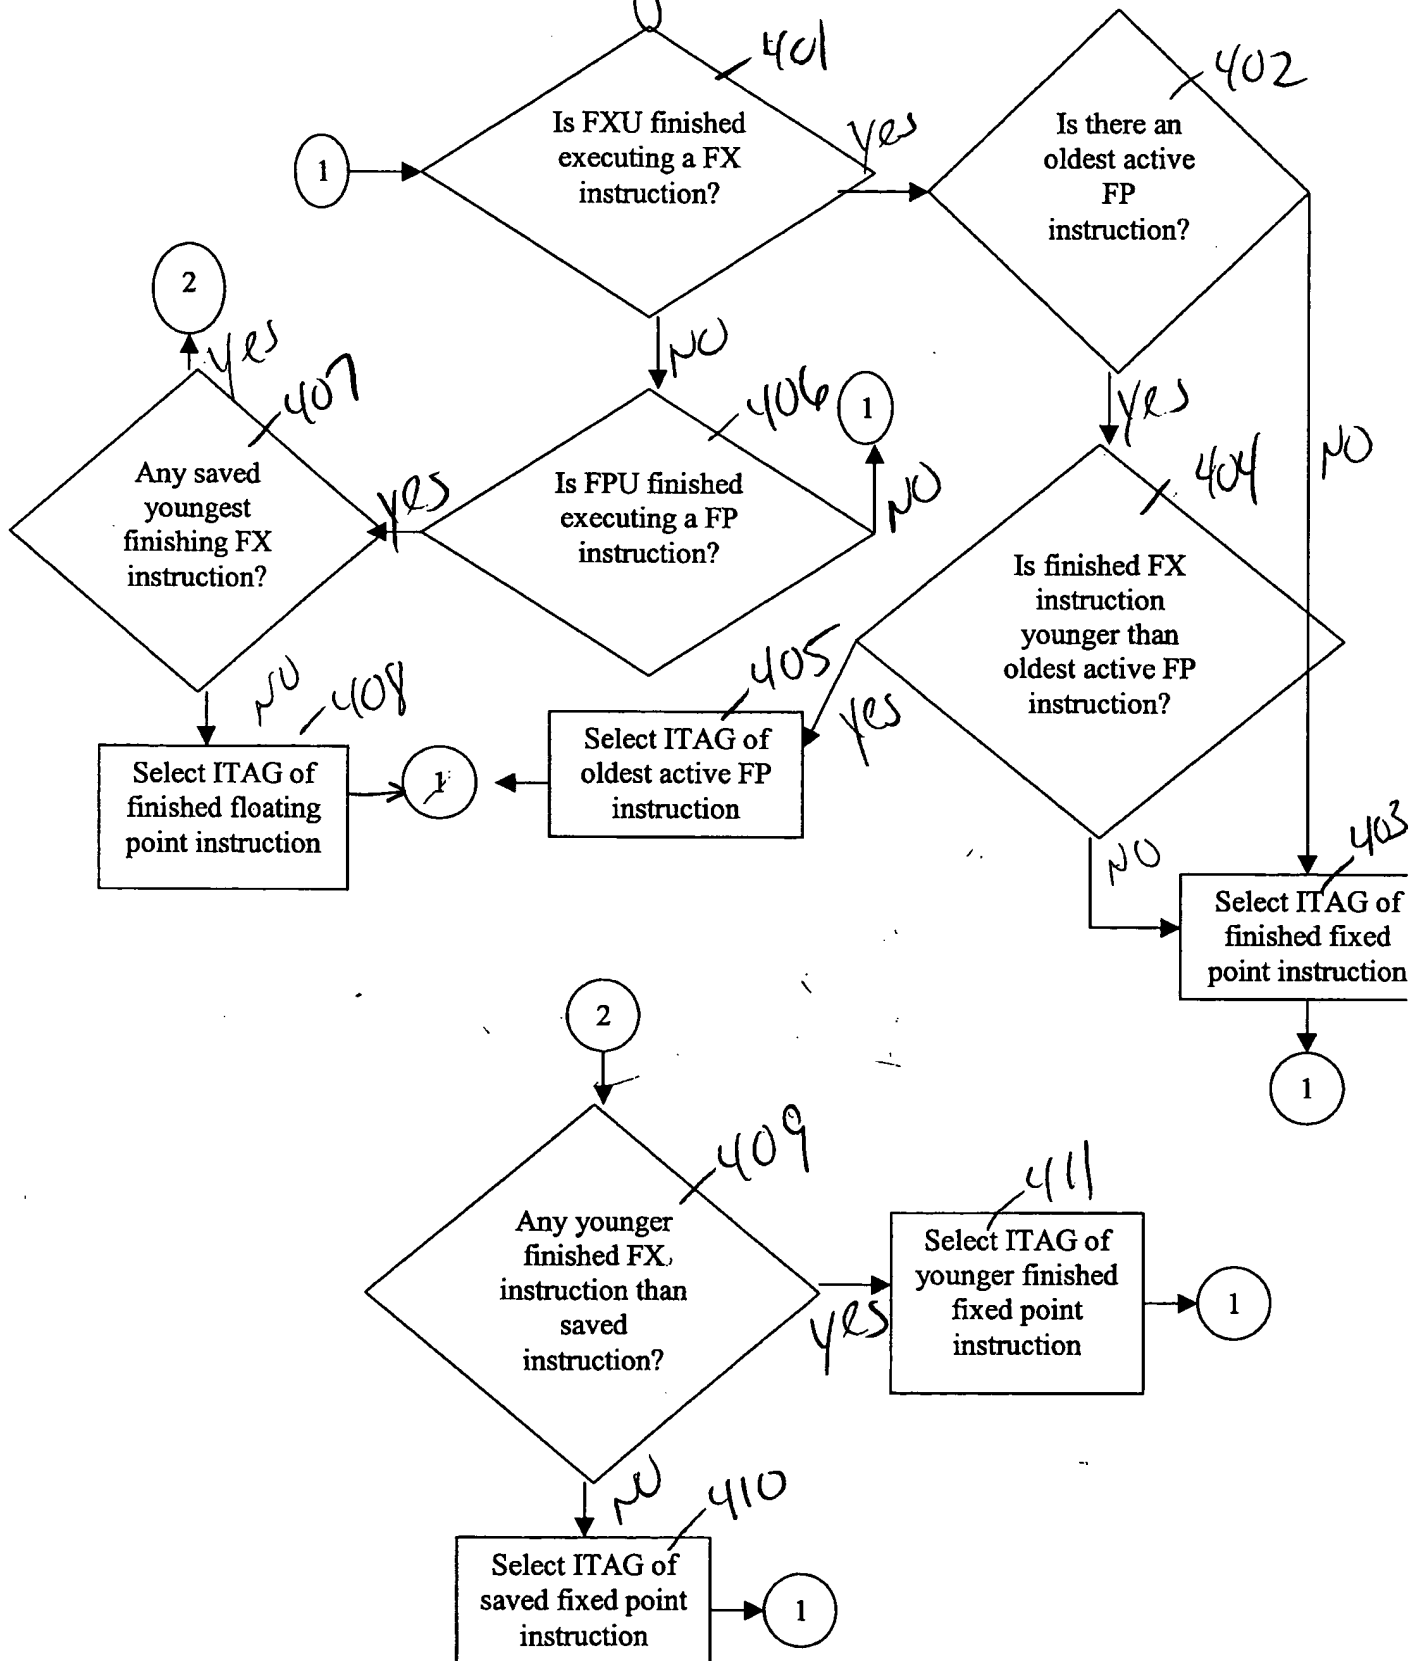 401
402
Is FXU finished
executing a FX
instruction?
yes
Is there an
oldest active
FP
instruction?
1
2
yes
407
NO
406
1
yes
404
NO
Any saved
youngest
finishing FX
instruction?
yes
Is FPU finished
executing a FP
instruction?
NO
Is finished FX
instruction
younger than
oldest active FP
instruction?
NO
408
405
yes
Select ITAG of
finished floating
point instruction
1
Select ITAG of
oldest active FP
instruction
NO
403
Select ITAG of
finished fixed
point instruction
1
2
409
411
Any younger
finished FX
instruction than
saved
instruction?
yes
Select ITAG of
younger finished
fixed point
instruction
1
NO
410
Select ITAG of
saved fixed point
instruction
1